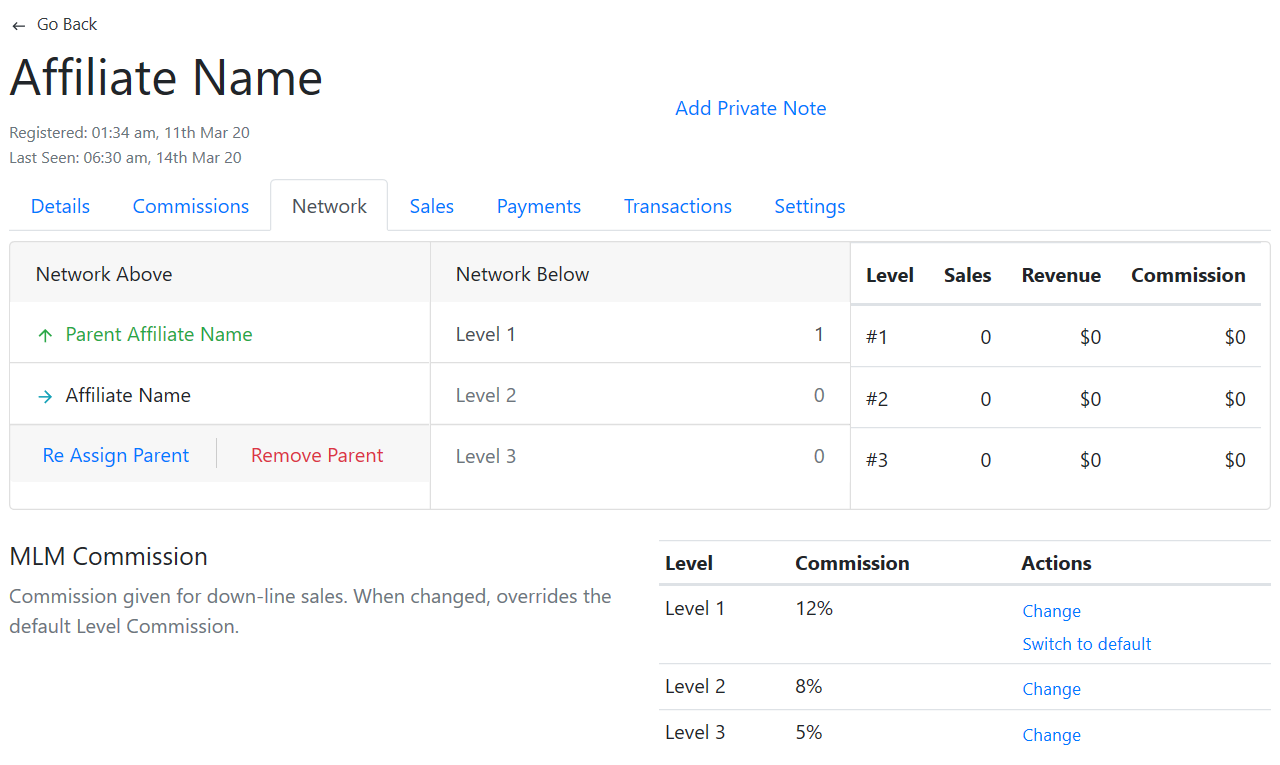 ← Go Back
Affiliate Name
Add Private Note
Registered: 01:34 am, 11th Mar 20
Last Seen: 06:30 am, 14th Mar 20
Details Commissions Network Sales Payments Transactions Settings
Network Above
↑ Parent Affiliate Name
→ Affiliate Name
Re Assign Parent Remove Parent
Network Below
Level 1 1
Level 2 0
Level 3 0
Level Sales Revenue Commission
#1 0 $0 $0
#2 0 $0 $0
#3 0 $0 $0
MLM Commission
Commission given for down-line sales. When changed, overrides the
default Level Commission.
Level Commission Actions
Level 1 12% Change
Switch to default
Level 2 8% Change
Level 3 5% Change